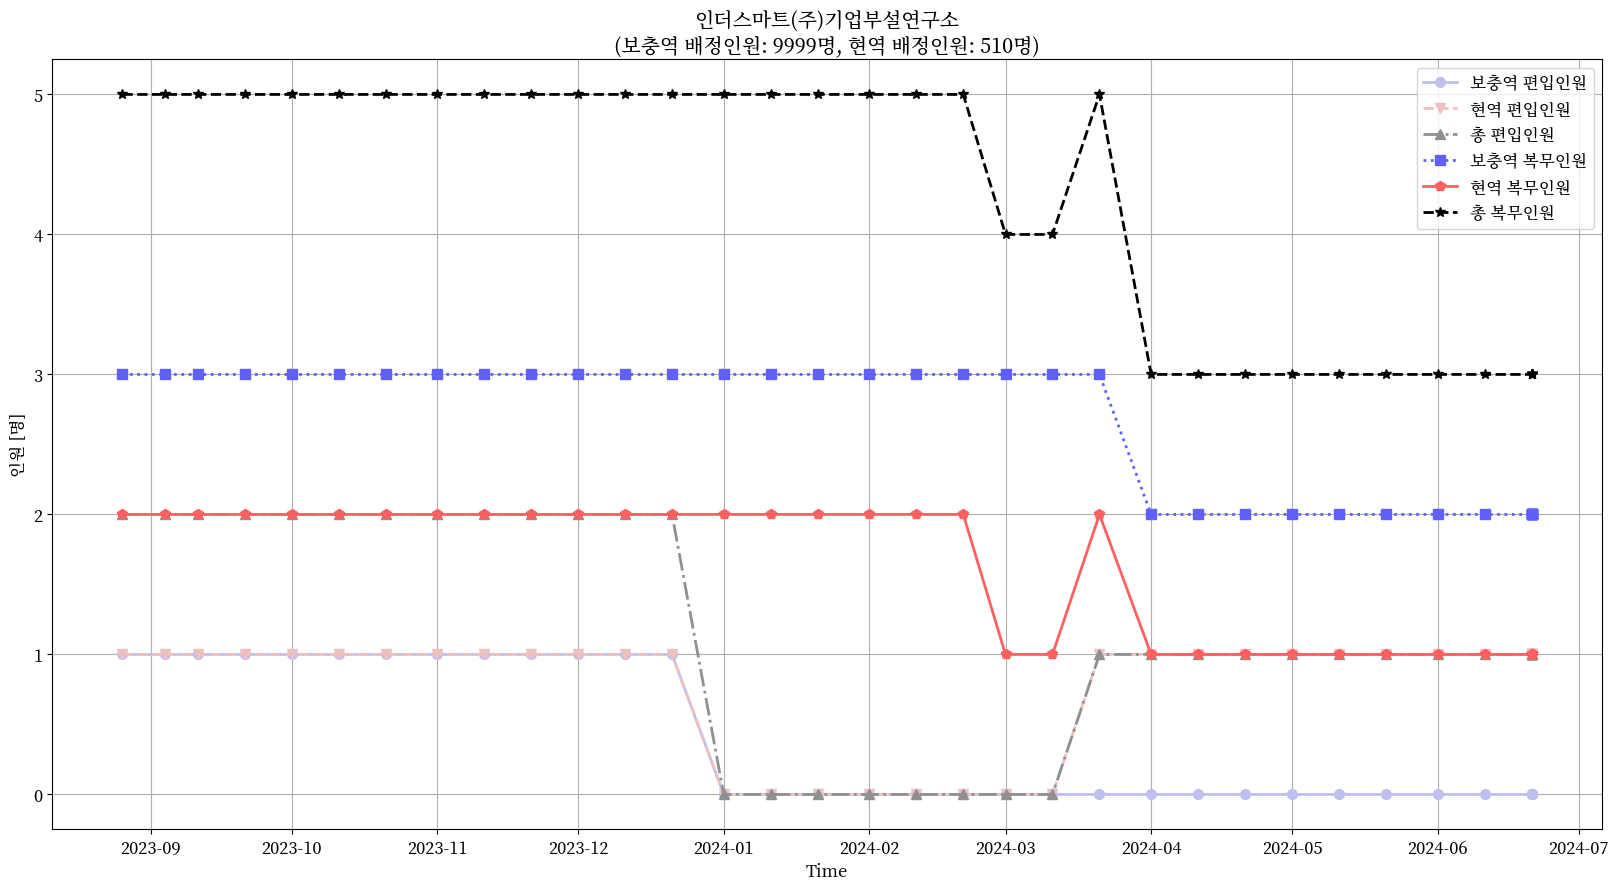 인더스마트(주)기업부설연구소
(보충역 배정인원: 9999명, 현역 배정인원: 510명)
보충역 편입인원
현역 편입인원
총 편입인원
보충역 복무인원
현역 복무인원
총 복무인원
인원 [명]
5
4
3
2
1
0
2023-09
2023-10
2023-11
2023-12
2024-01
2024-02
2024-03
2024-04
2024-05
2024-06
2024-07
Time